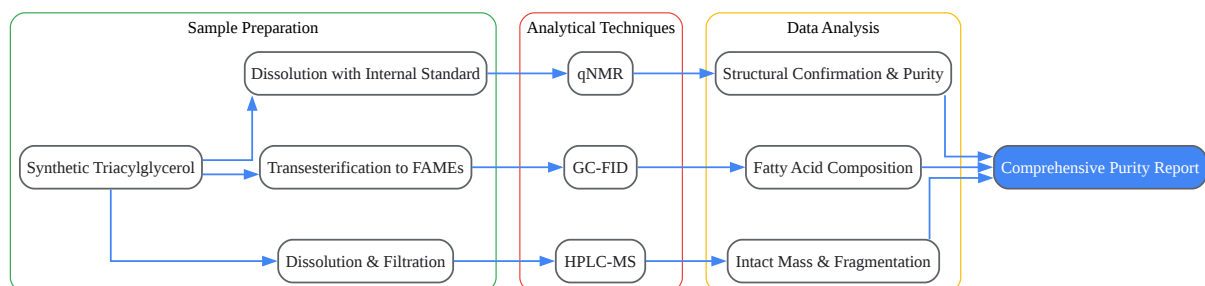 Sample Preparation
Analytical Techniques
Data Analysis
Dissolution with Internal Standard
qNMR
Structural Confirmation & Purity
Synthetic Triacylglycerol
Transesterification to FAMEs
GC-FID
Fatty Acid Composition
Comprehensive Purity Report
Dissolution & Filtration
HPLC-MS
Intact Mass & Fragmentation